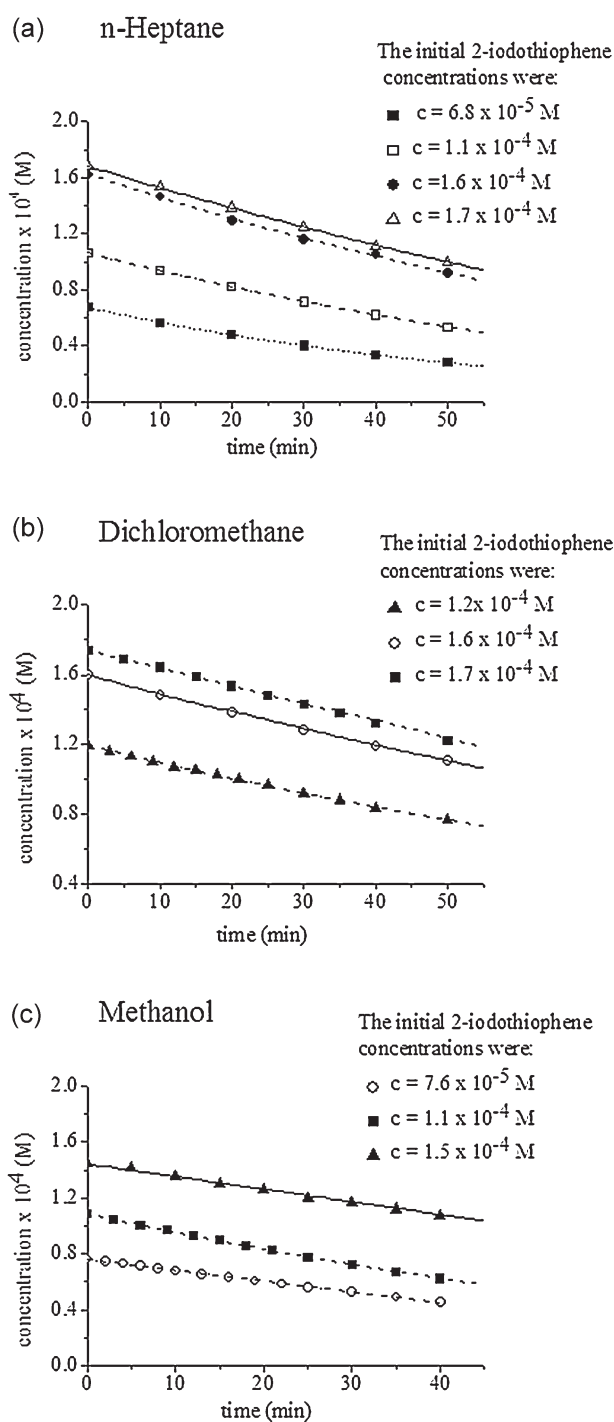 (a) n-Heptane
The initial 2-iodothiophene
concentrations were:
c = 6.8 x 10⁻⁵ M
c = 1.1 x 10⁻⁴ M
c =1.6 x 10⁻⁴ M
c = 1.7 x 10⁻⁴ M
concentration x 10⁴ (M)
2.0
1.6
1.2
0.8
0.4
0.0
0 10 20 30 40 50
time (min)
(b) Dichloromethane
The initial 2-iodothiophene
concentrations were:
c = 1.2x 10⁻⁴ M
c = 1.6 x 10⁻⁴ M
c = 1.7 x 10⁻⁴ M
concentration x 10⁴ (M)
2.0
1.6
1.2
0.8
0.4
0 10 20 30 40 50
time (min)
(c) Methanol
The initial 2-iodothiophene
concentrations were:
c = 7.6 x 10⁻⁵ M
c = 1.1 x 10⁻⁴ M
c = 1.5 x 10⁻⁴ M
concentration x 10⁴ (M)
2.0
1.6
1.2
0.8
0.4
0.0
0 10 20 30 40
time (min)